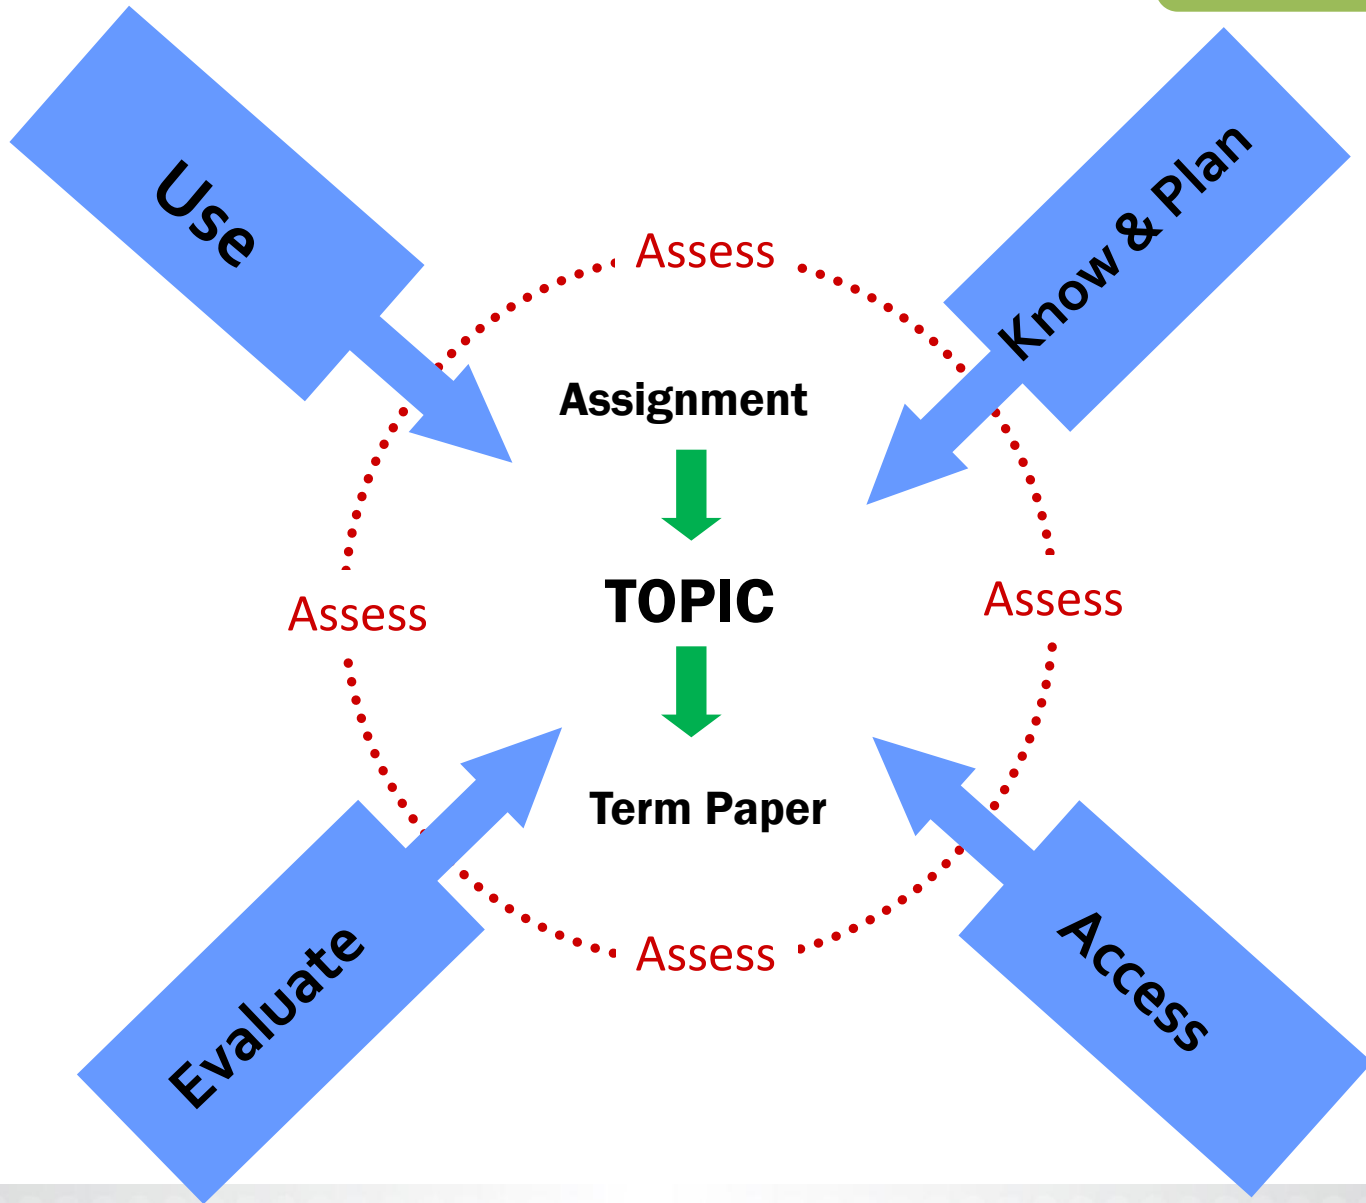 Use
Know & Plan
Assess
Assignment
Assess
TOPIC
Assess
Term Paper
Evaluate
Assess
Access